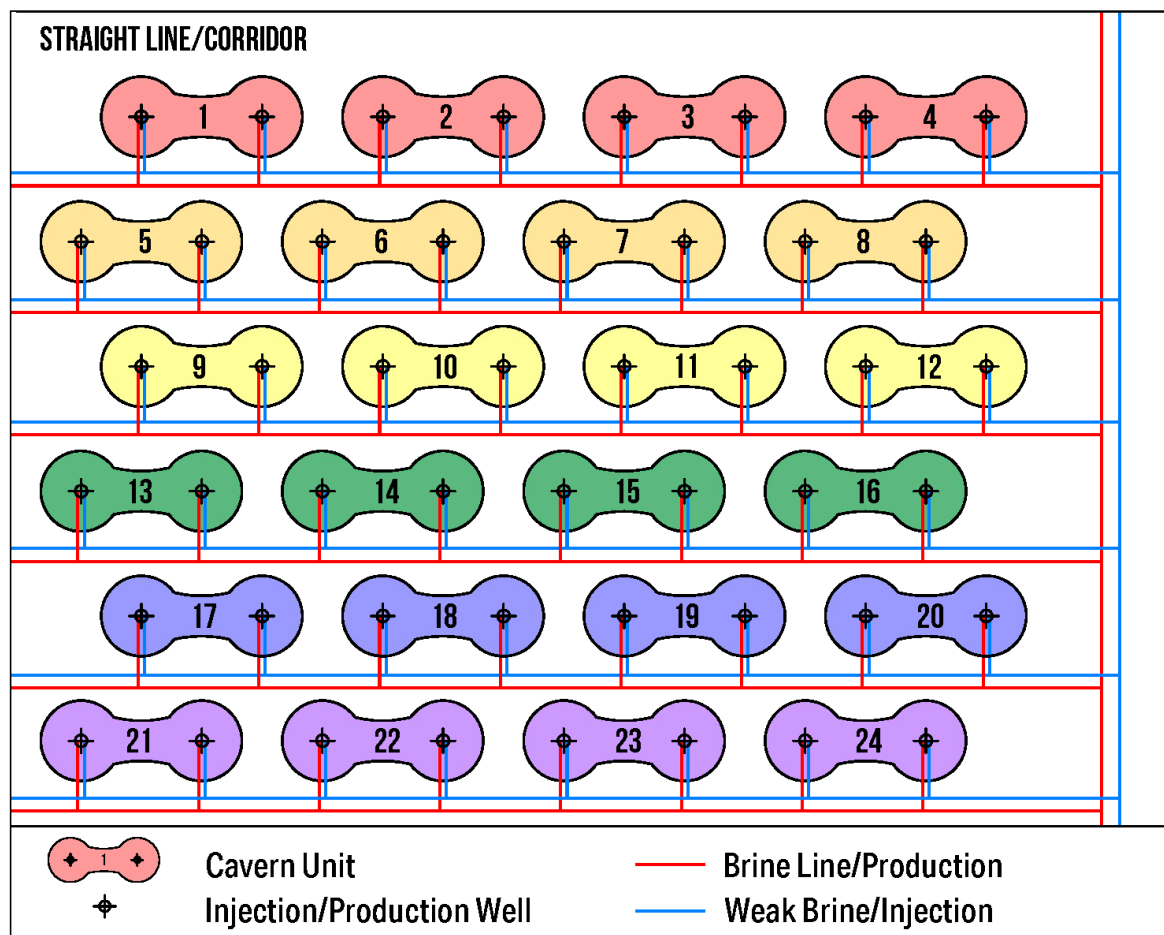 STRAIGHT LINE/CORRIDOR
1 2 3 4
5 6 7 8
9 10 11 12
13 14 15 16
17 18 19 20
21 22 23 24
1 Cavern Unit Brine Line/Production
Injection/Production Well Weak Brine/Injection